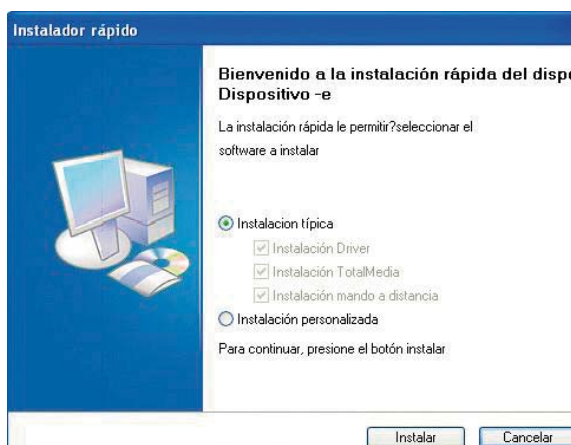 Instalador rápido
Bienvenido a la instalación rápida del dispo
Dispositivo -e
La instalación rápida le permitir?seleccionar el
software a instalar
Instalacion típica
Instalación Driver
Instalación TotalMedia
Instalación mando a distancia
Instalación personalizada
Para continuar, presione el botón instalar
Instalar
Cancelar